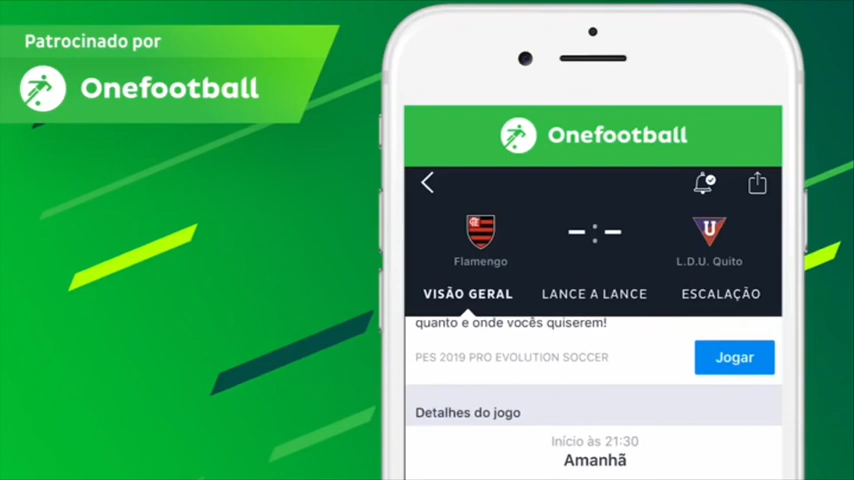 Patrocinado por
Onefootball
Onefootball
Flamengo
- : -
L.D.U. Quito
VISÃO GERAL
LANCE A LANCE
ESCALAÇÃO
quanto e onde vocês quiserem!
PES 2019 PRO EVOLUTION SOCCER
Jogar
Detalhes do jogo
Início às 21:30
Amanhã